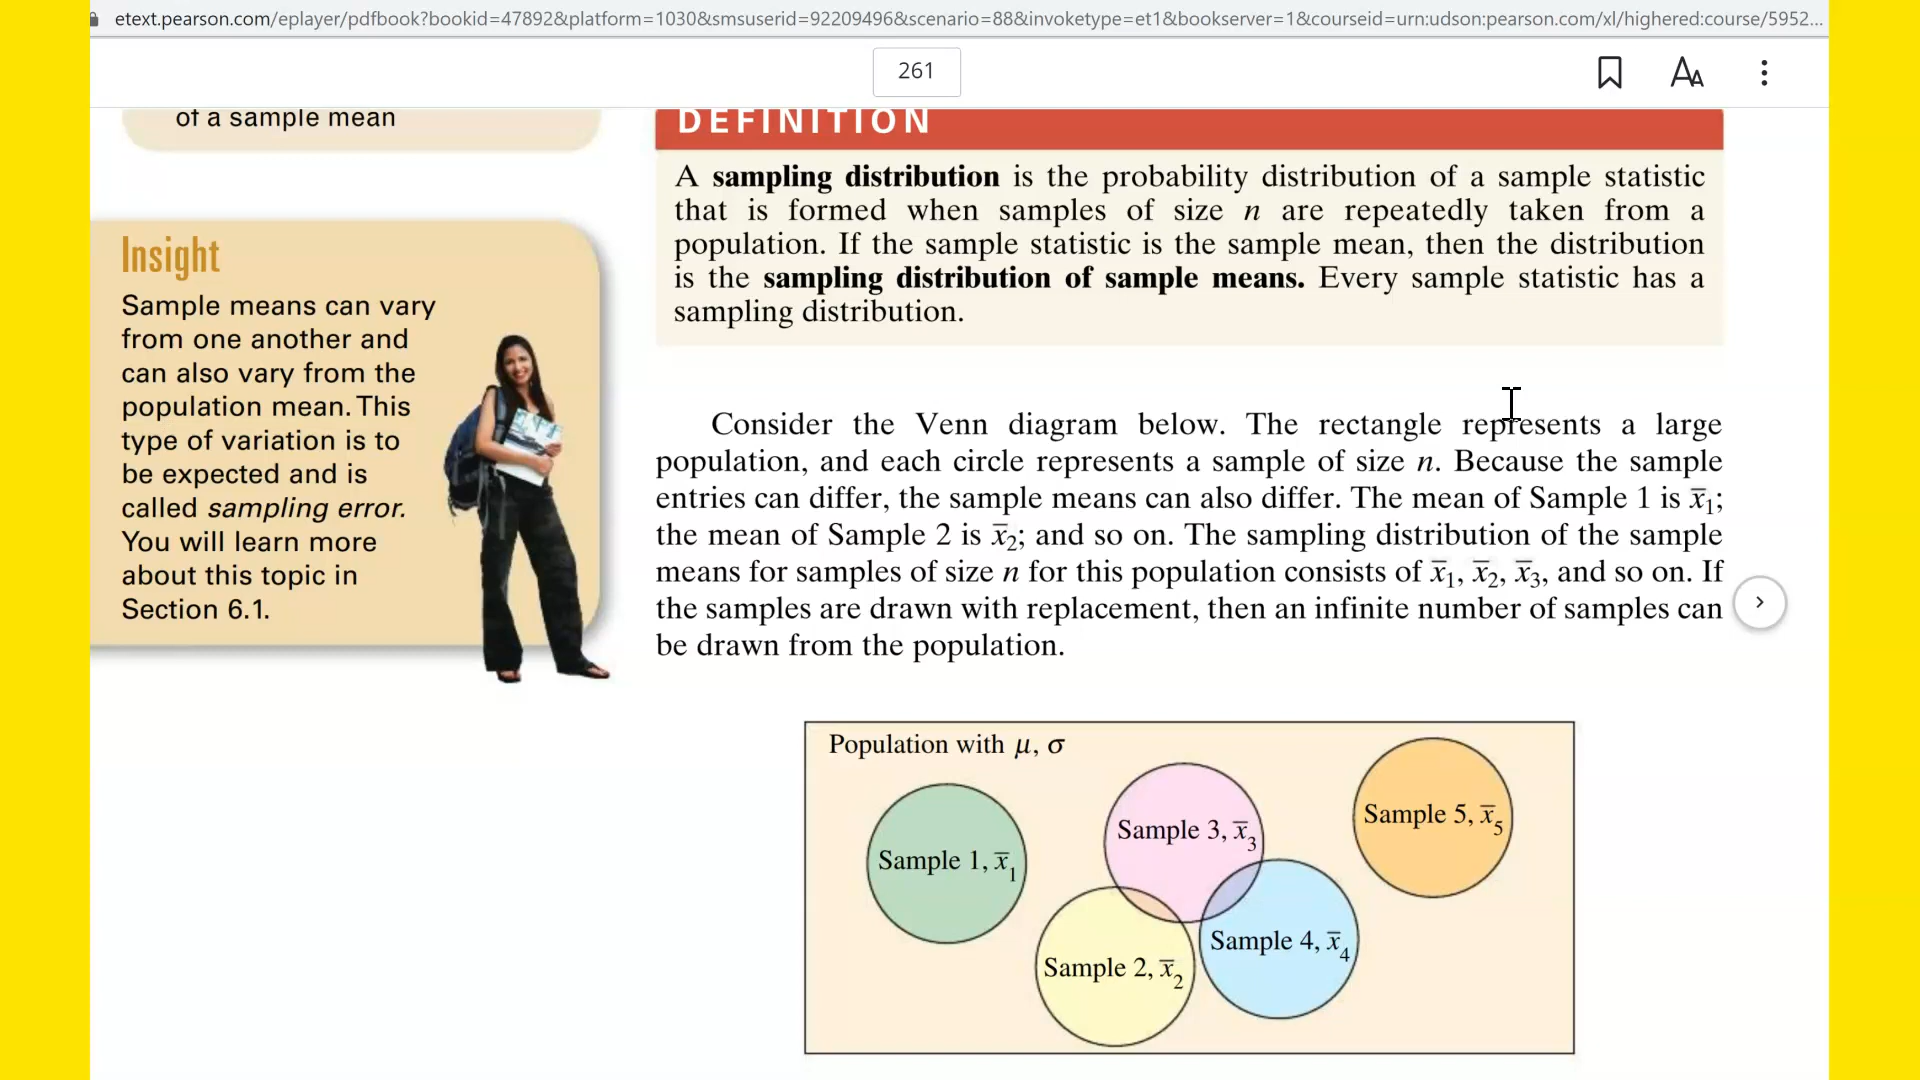 etext.pearson.com/eplayer/pdfbook?bookid=47892&platform=1030&smsuserid=92209496&scenario=88&invoketype=et1&bookserver=1&courseid=urn:udson:pearson.com/xl/highered:course/5952...
261
of a sample mean
Insight
Sample means can vary
from one another and
can also vary from the
population mean. This
type of variation is to
be expected and is
called sampling error.
You will learn more
about this topic in
Section 6.1.
DEFINITION
A sampling distribution is the probability distribution of a sample statistic
that is formed when samples of size n are repeatedly taken from a
population. If the sample statistic is the sample mean, then the distribution
is the sampling distribution of sample means. Every sample statistic has a
sampling distribution.
Consider the Venn diagram below. The rectangle represents a large
population, and each circle represents a sample of size n. Because the sample
entries can differ, the sample means can also differ. The mean of Sample 1 is x̄₁;
the mean of Sample 2 is x̄₂; and so on. The sampling distribution of the sample
means for samples of size n for this population consists of x̄₁, x̄₂, x̄₃, and so on. If
the samples are drawn with replacement, then an infinite number of samples can
be drawn from the population.
Population with μ, σ
Sample 1, x̄₁
Sample 3, x̄₃
Sample 5, x̄₅
Sample 2, x̄₂
Sample 4, x̄₄